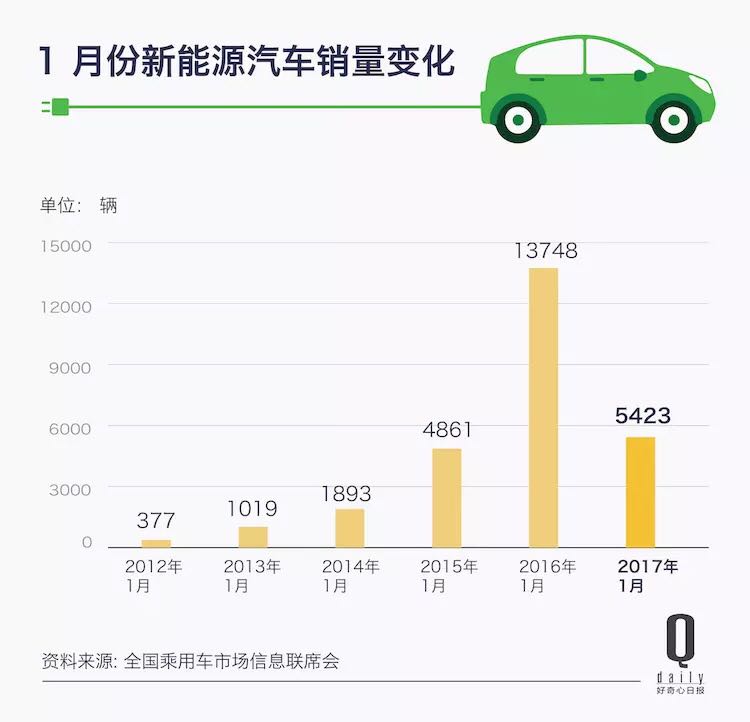 1 月份新能源汽车销量变化
单位： 辆
15000
12000
9000
6000
3000
0
377
1019
1893
4861
13748
5423
2012年
1月
2013年
1月
2014年
1月
2015年
1月
2016年
1月
2017年
1月
资料来源: 全国乘用车市场信息联席会
Q
daily
好奇心日报